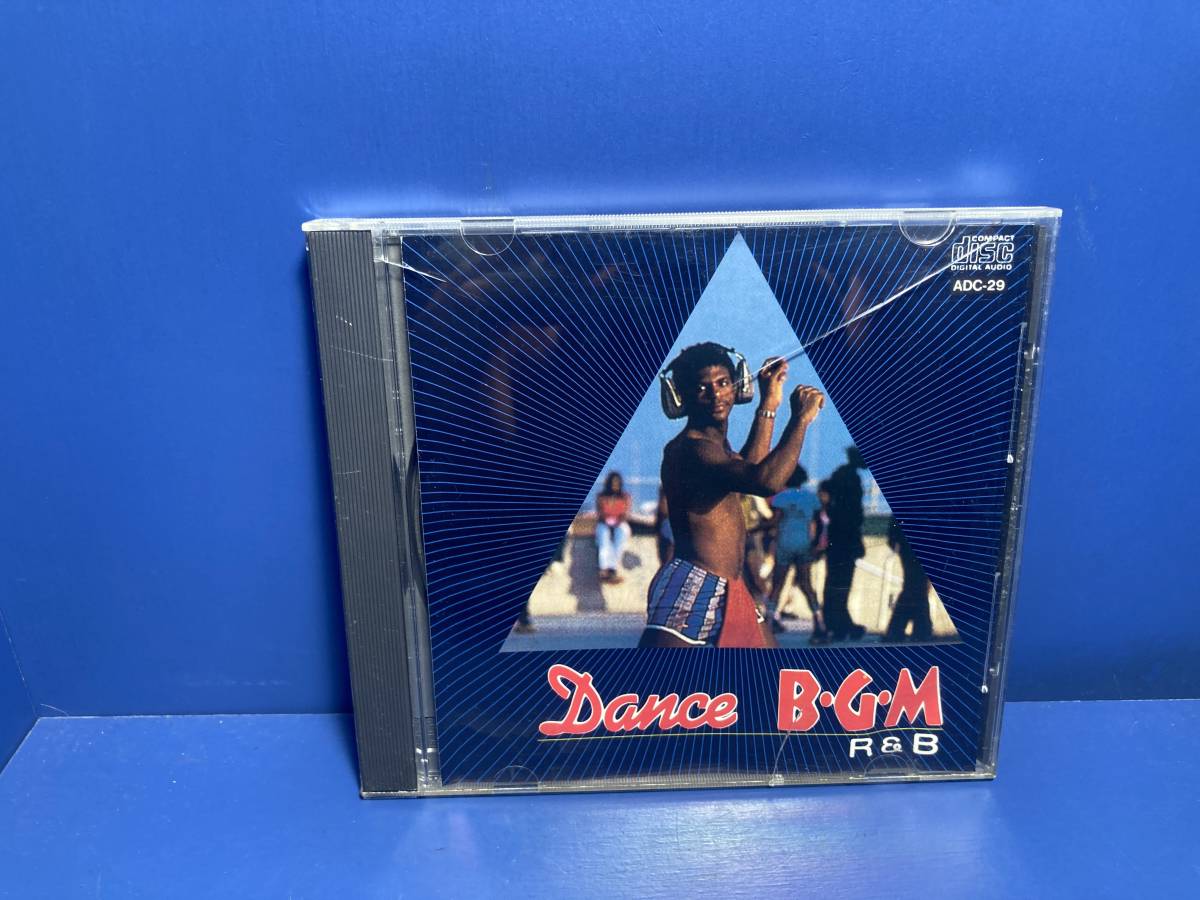 COMPACT
disc
DIGITAL AUDIO
ADC-29
Dance B·G·M
R&B